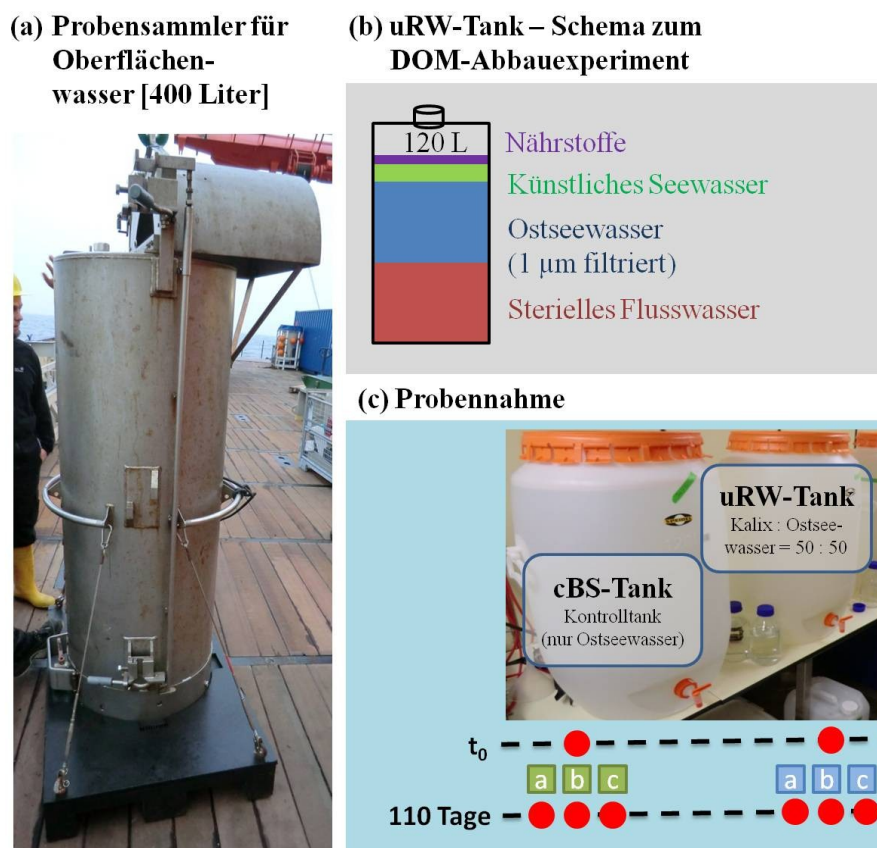 (a) Probensammler für
Oberflächen-
wasser [400 Liter]
(b) uRW-Tank – Schema zum
DOM-Abbauexperiment
120 L
Nährstoffe
Künstliches Seewasser
Ostseewasser
(1 µm filtriert)
Sterielles Flusswasser
(c) Probennahme
uRW-Tank
Kalix : Ostsee-
wasser = 50 : 50
cBS-Tank
Kontrolltank
(nur Ostseewasser)
t0
a b c a b c
110 Tage